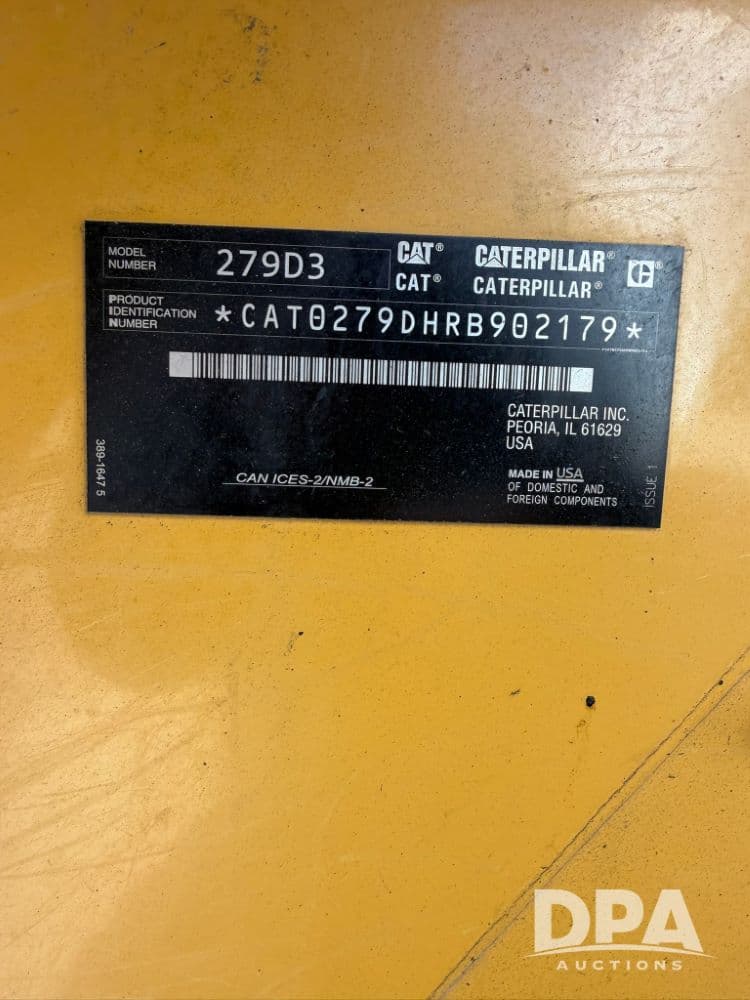 MODEL
NUMBER
279D3
CAT® CATERPILLAR®
CAT® CATERPILLAR®
PRODUCT
IDENTIFICATION
NUMBER
*CAT0279DHRB902179*
CATERPILLAR INC.
PEORIA, IL 61629
USA
CAN ICES-2/NMB-2
MADE IN USA
OF DOMESTIC AND
FOREIGN COMPONENTS
389-1647 5
ISSUE 1
DPA
AUCTIONS